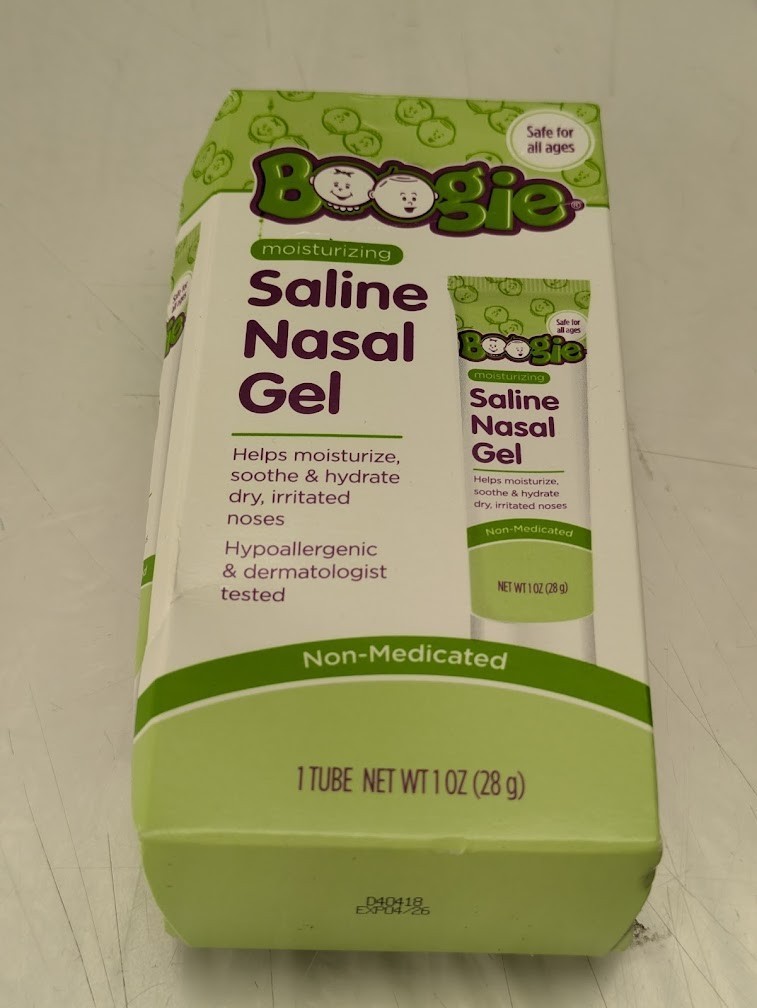 Safe for
all ages
Boogie®
moisturizing
Saline
Nasal
Gel
Helps moisturize,
soothe & hydrate
dry, irritated
noses
Hypoallergenic
& dermatologist
tested
Safe for
all ages
Boogie
moisturizing
Saline
Nasal
Gel
Helps moisturize,
soothe & hydrate
dry, irritated noses
Non-Medicated
NET WT 1 OZ (28 g)
Non-Medicated
1 TUBE NET WT 1 OZ (28 g)
D40418
EXP04/26